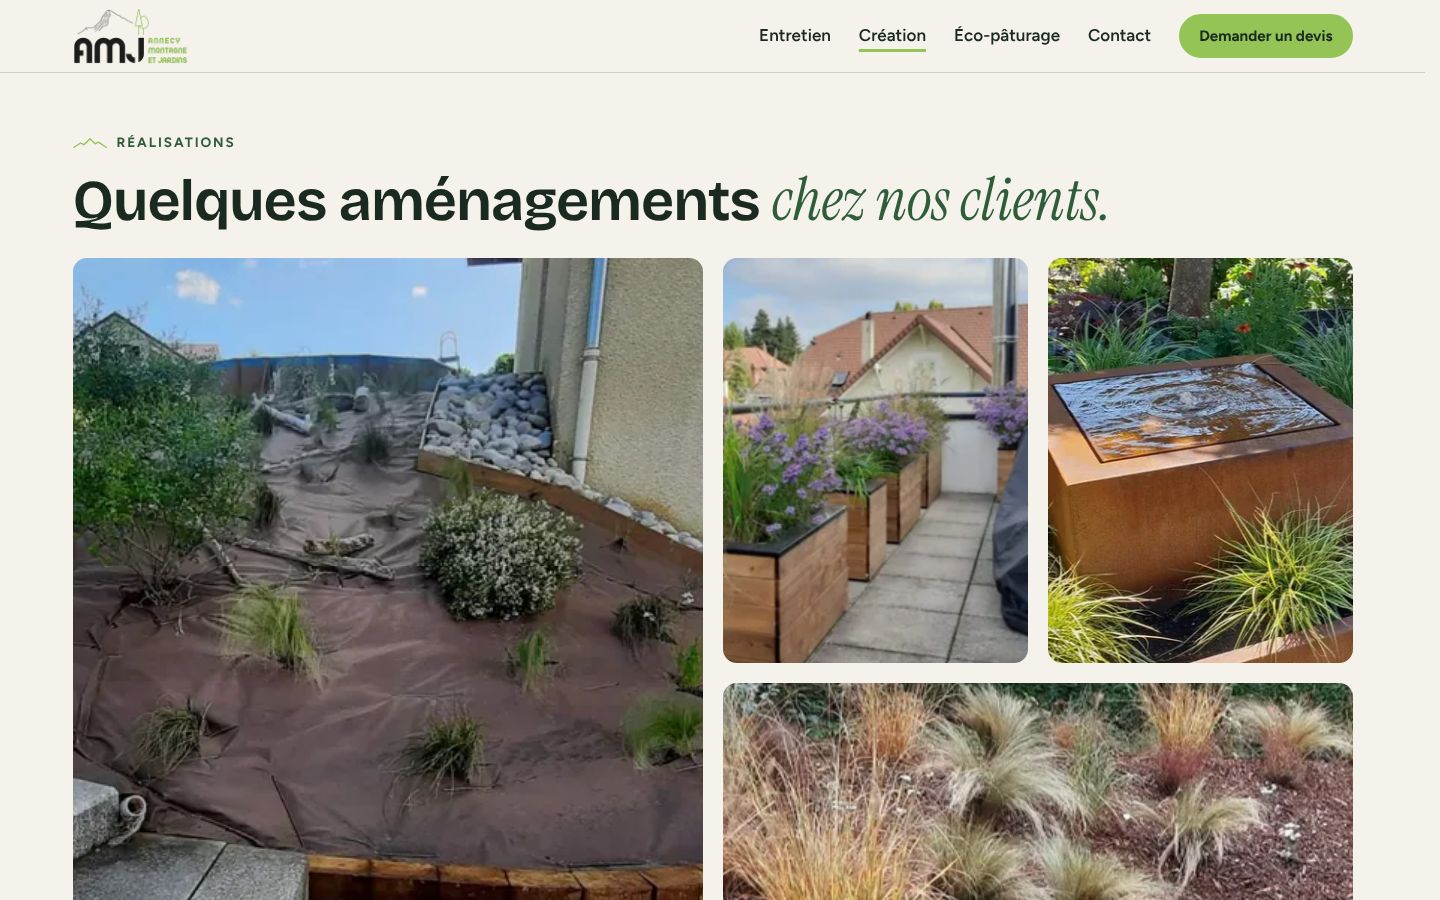 AMJ ANNECY
MONTAGNE
ET JARDINS
Entretien
Création
Éco-pâturage
Contact
Demander un devis
RÉALISATIONS
Quelques aménagements chez nos clients.